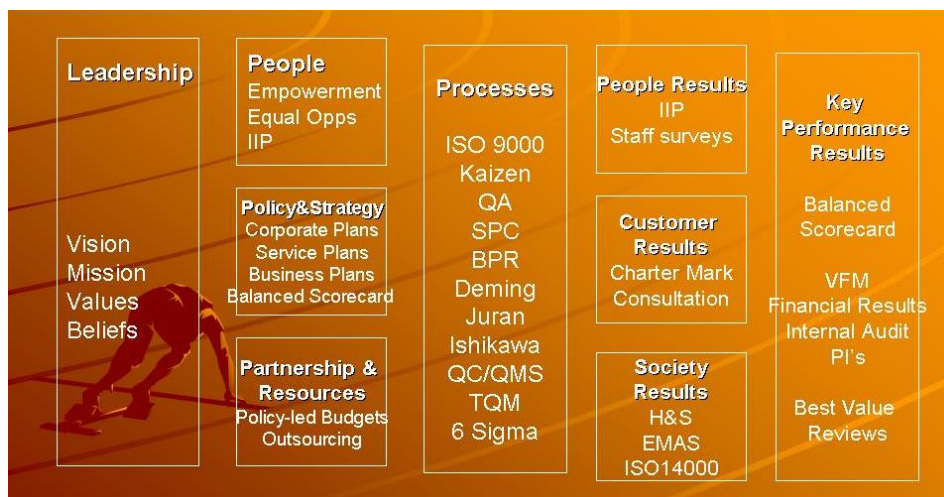 Leadership
Vision
Mission
Values
Beliefs
People
Empowerment
Equal Opps
IIP
Policy&Strategy
Corporate Plans
Service Plans
Business Plans
Balanced Scorecard
Partnership &
Resources
Policy-led Budgets
Outsourcing
Processes
ISO 9000
Kaizen
QA
SPC
BPR
Deming
Juran
Ishikawa
QC/QMS
TQM
6 Sigma
People Results
IIP
Staff surveys
Customer
Results
Charter Mark
Consultation
Society
Results
H&S
EMAS
ISO14000
Key
Performance
Results
Balanced
Scorecard
VFM
Financial Results
Internal Audit
PI's
Best Value
Reviews